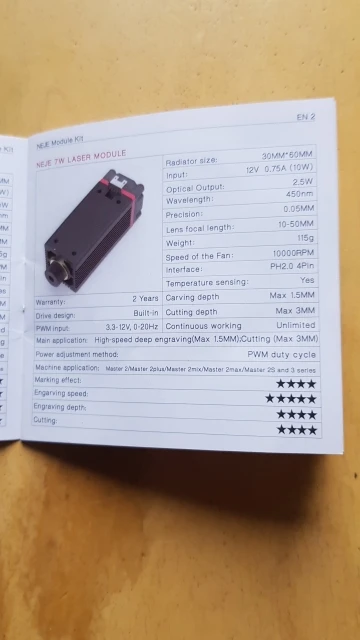 NEJE Module Kit
EN 2
NEJE 7W LASER MODULE
Radiator size: 30MM*60MM
Input: 12V 0.75A (10W)
Optical Output: 2.5W
Wavelength: 450nm
Precision: 0.05MM
Lens focal length: 10-50MM
Weight: 115g
Speed of the Fan: 10000RPM
Interface: PH2.0 4Pin
Temperature sensing: Yes
Warranty: 2 Years Carving depth Max 1.5MM
Drive design: Built-in Cutting depth Max 3MM
PWM input 3.3-12V, 0-20Hz Continuous working Unlimited
Main application: High-speed deep engraving(Max 1.5MM);Cutting (Max 3MM)
Power adjustment method: PWM duty cycle
Machine application: Master 2/Master 2plus/Master 2mix/Master 2max/Master 2S and 3 series
Marking effect: ★★★★
Engarving speed: ★★★★★
Engraving depth: ★★★★
Cutting: ★★★★